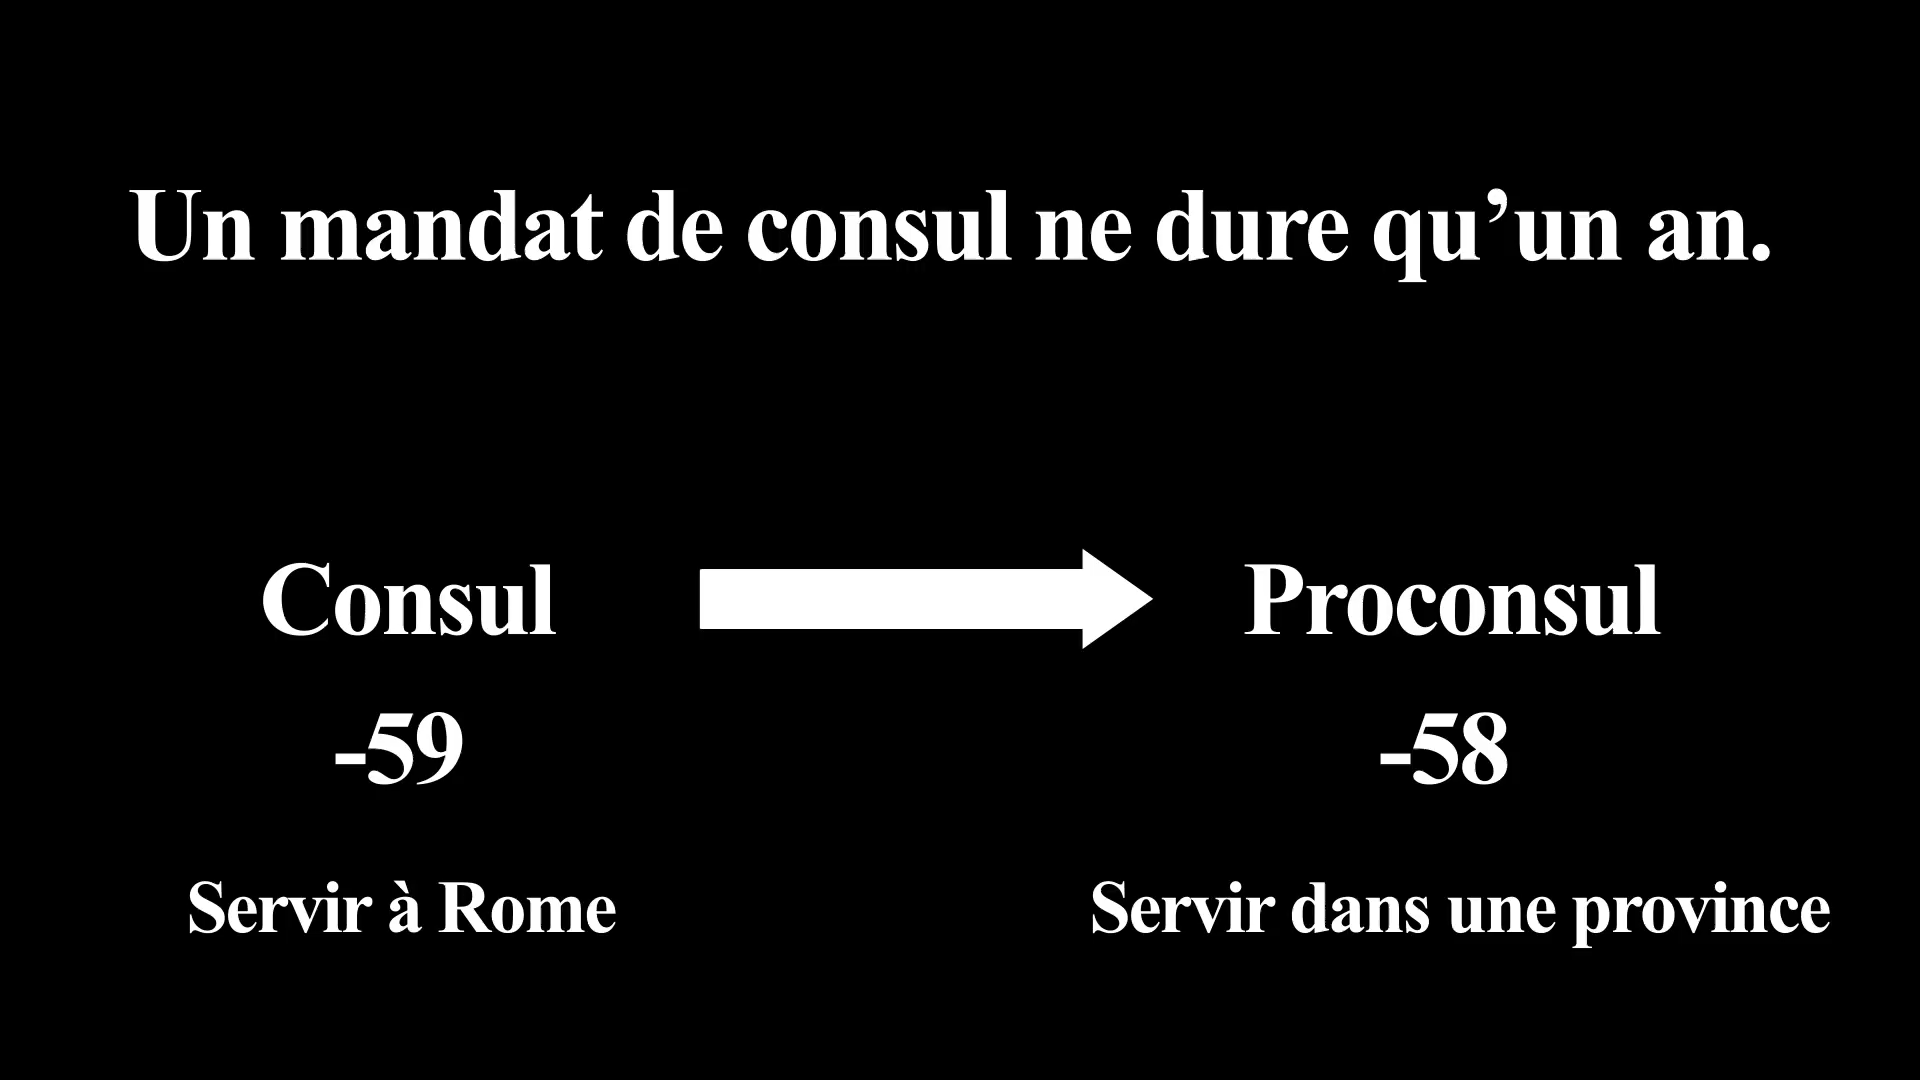 Un mandat de consul ne dure qu’un an.
Consul
Proconsul
-59
-58
Servir à Rome
Servir dans une province